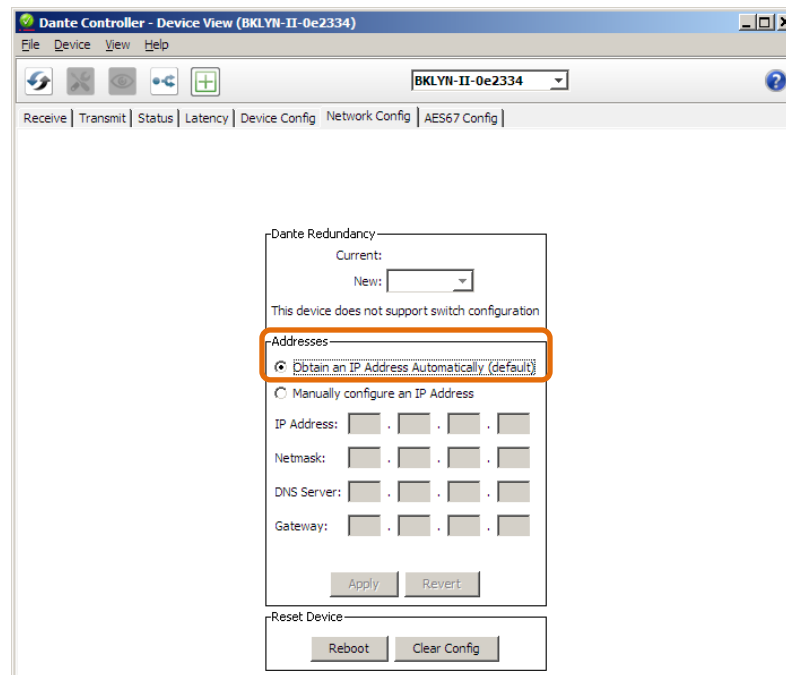 Dante Controller - Device View (BKLYN-II-0e2334)
File Device View Help
BKLYN-II-0e2334
Receive Transmit Status Latency Device Config Network Config AES67 Config
Dante Redundancy
Current:
New:
This device does not support switch configuration
Addresses
Obtain an IP Address Automatically (default)
Manually configure an IP Address
IP Address: . . .
Netmask: . . .
DNS Server: . . .
Gateway: . . .
Apply Revert
Reset Device
Reboot Clear Config